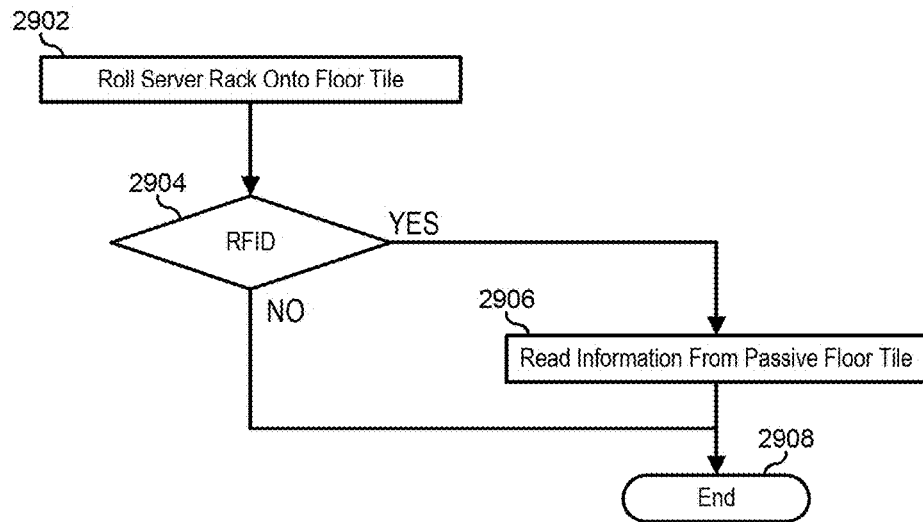 2902
Roll Server Rack Onto Floor Tile
2904
RFID
YES
NO
2906
Read Information From Passive Floor Tile
2908
End